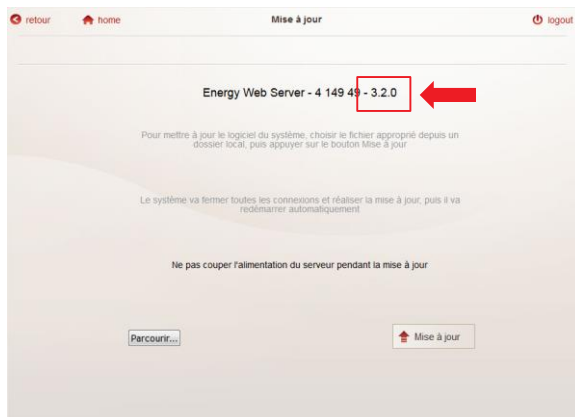 retour home Mise à jour logout
Energy Web Server - 4 149 49 - 3.2.0
Pour mettre à jour le logiciel du système, choisir le fichier approprié depuis un
dossier local, puis appuyer sur le bouton Mise à jour
Le système va fermer toutes les connexions et réaliser la mise à jour, puis il va
redémarrer automatiquement
Ne pas couper l'alimentation du serveur pendant la mise à jour
Parcourir... Mise à jour